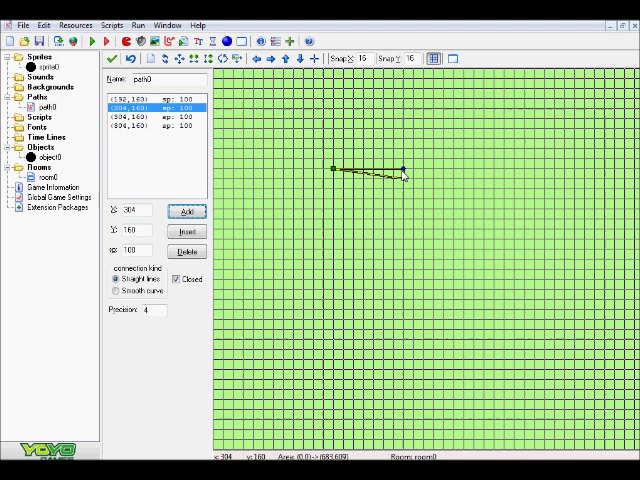 File Edit Resources Scripts Run Window Help
Snap X: 16 Snap Y: 16
Sprites
sprite0
Sounds
Backgrounds
Paths
path0
Scripts
Fonts
Time Lines
Objects
object0
Rooms
room0
Game Information
Global Game Settings
Extension Packages
YOYO
GAMES
Name: path0
(192,160) sp: 100
(304,160) sp: 100
(304,160) sp: 100
(304,160) sp: 100
X: 304 Add
Y: 160 Insert
sp: 100 Delete
connection kind
Straight lines
Smooth curve
Closed
Precision: 4
x: 304 y: 160 Area: (0,0)->(683,609) Room: room0